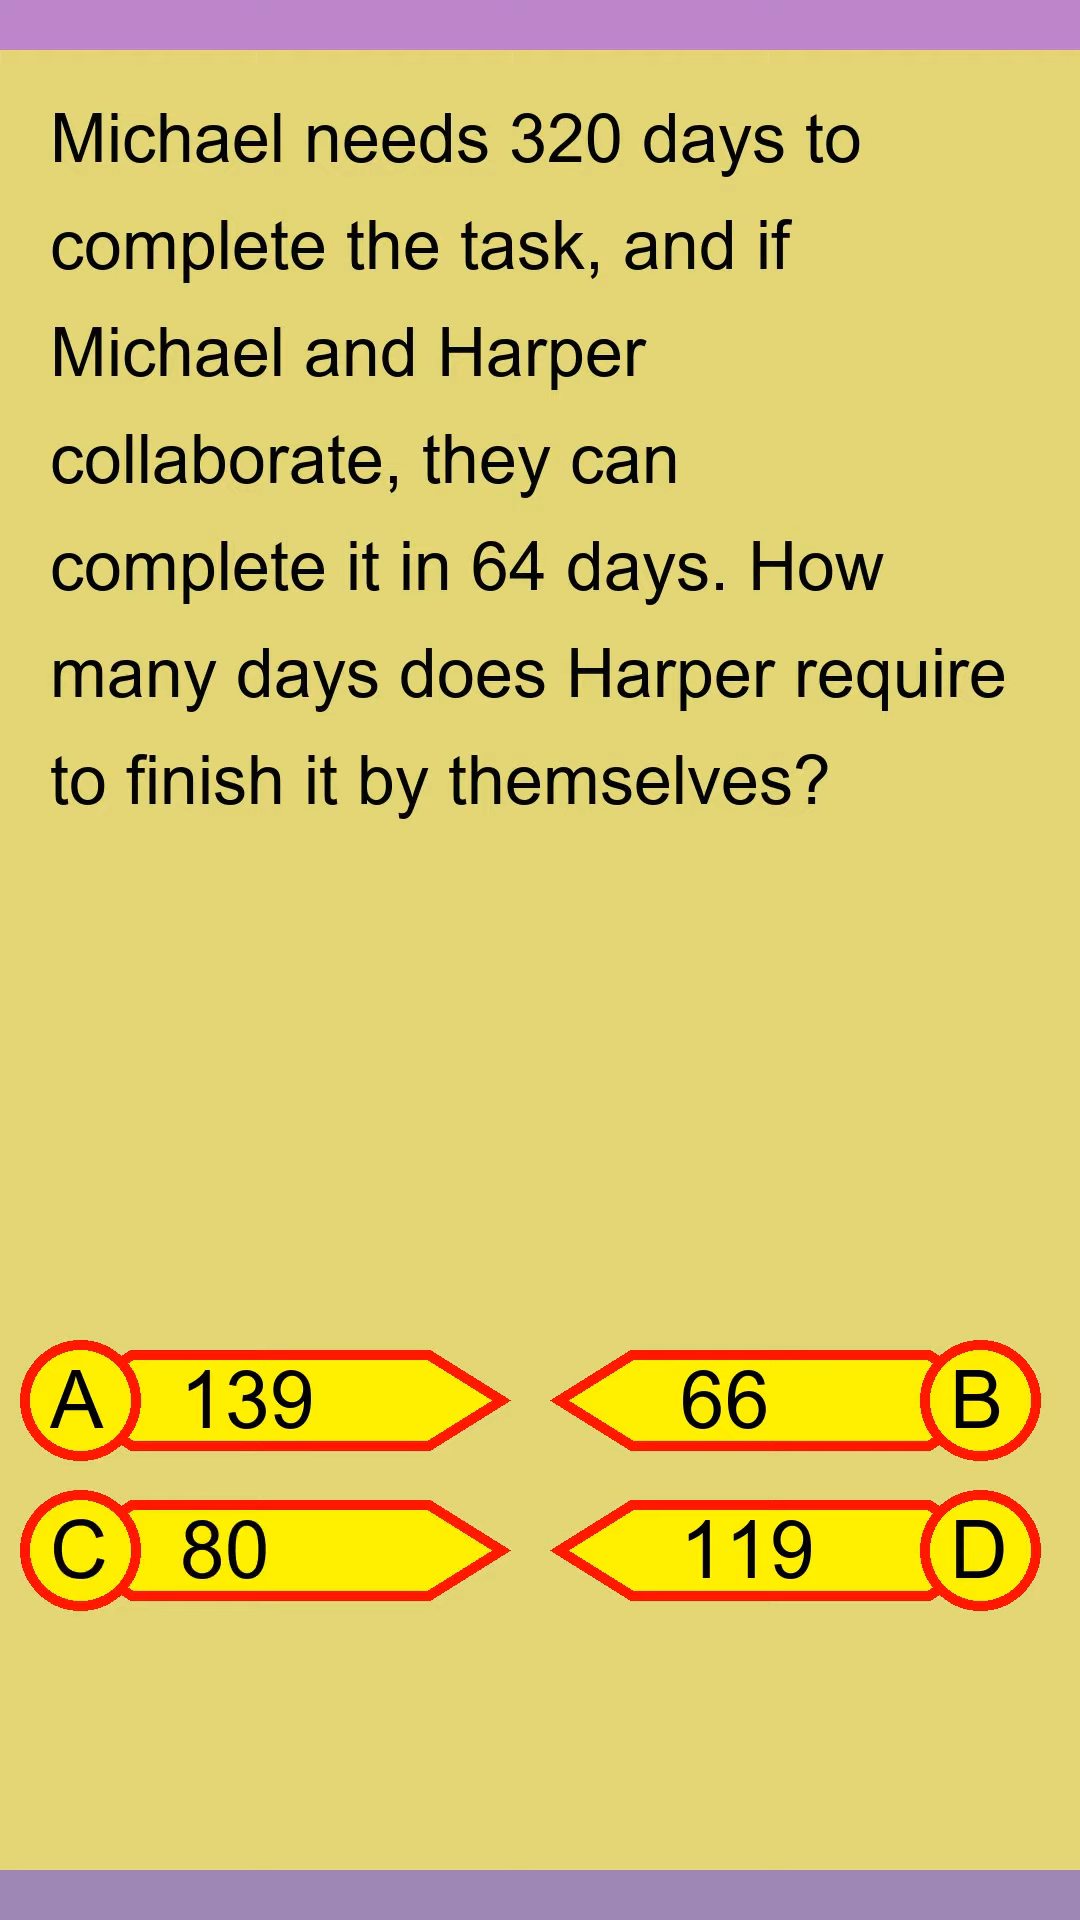 Michael needs 320 days to
complete the task, and if
Michael and Harper
collaborate, they can
complete it in 64 days. How
many days does Harper require
to finish it by themselves?
A 139
66 B
C 80
119 D